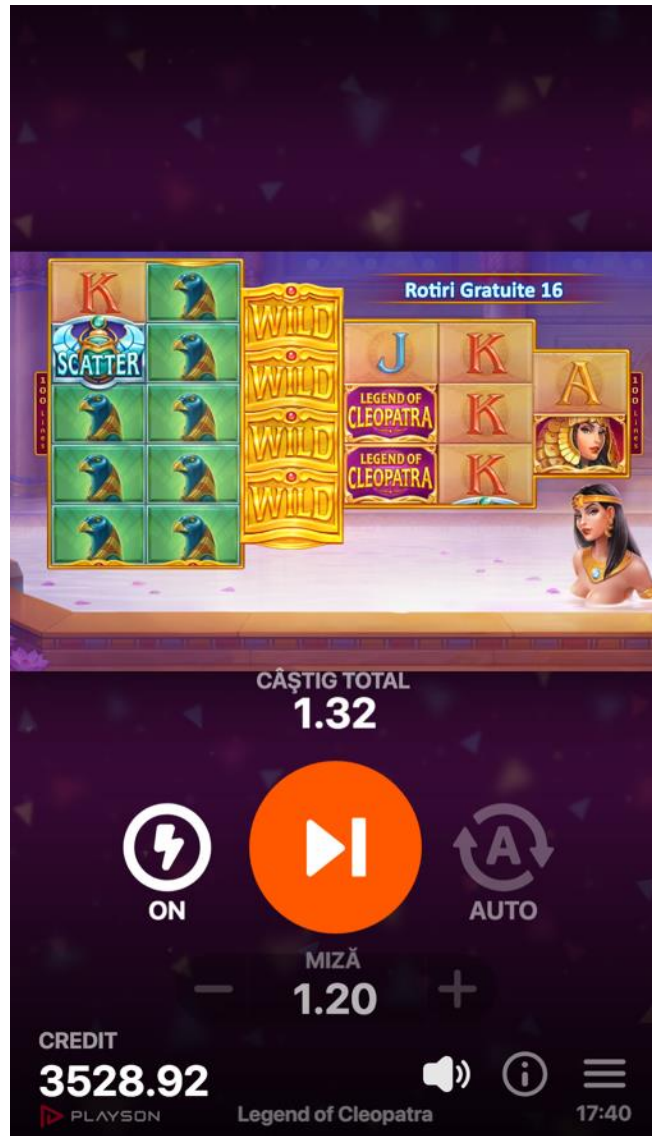 Rotiri Gratuite 16
K
SCATTER
WILD
WILD
WILD
WILD
J
K
A
LEGEND OF
CLEOPATRA
K
LEGEND OF
CLEOPATRA
K
100 Lines
100 Lines
CÂȘTIG TOTAL
1.32
A
ON
AUTO
MIZĂ
− 1.20 +
CREDIT
3528.92
i
PLAYSON
Legend of Cleopatra
17:40